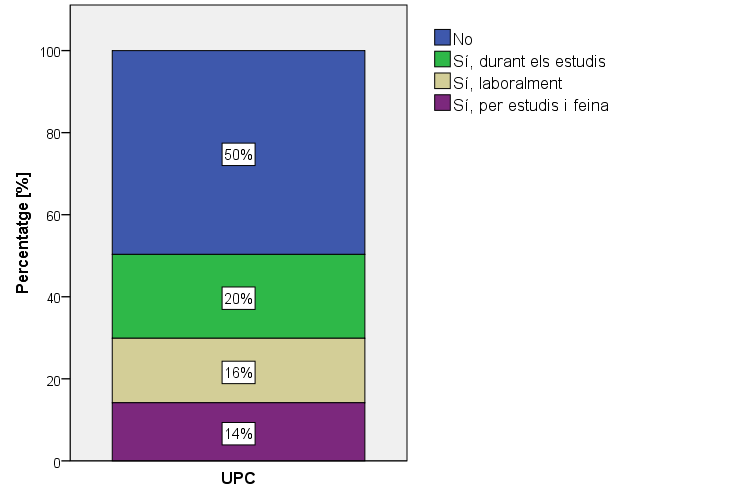 No
Sí, durant els estudis
Sí, laboralment
Sí, per estudis i feina
Percentatge [%]
100
80
60
40
20
0
50%
20%
16%
14%
UPC